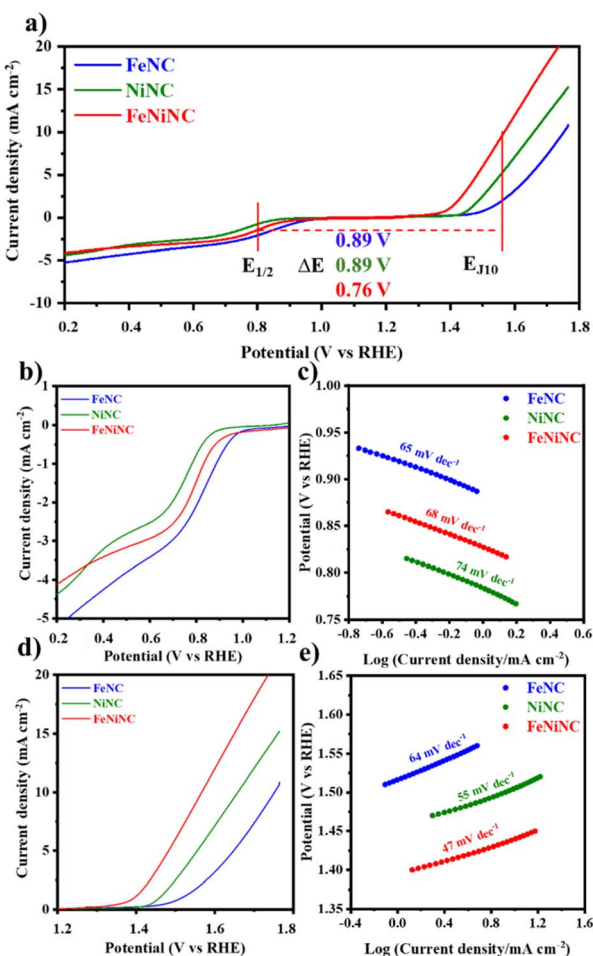 a)
20
15
10
5
0
-5
-10
Current density (mA cm⁻²)
FeNC
NiNC
FeNiNC
E1/2
ΔE
0.89 V
0.89 V
0.76 V
EJ10
0.2 0.4 0.6 0.8 1.0 1.2 1.4 1.6 1.8
Potential (V vs RHE)
b)
1
0
-1
-2
-3
-4
-5
Current density (mA cm⁻²)
FeNC
NiNC
FeNiNC
0.2 0.4 0.6 0.8 1.0 1.2
Potential (V vs RHE)
c)
1.00
0.95
0.90
0.85
0.80
0.75
Potential (V vs RHE)
FeNC
NiNC
FeNiNC
65 mV dec⁻¹
68 mV dec⁻¹
74 mV dec⁻¹
-0.8 -0.6 -0.4 -0.2 0.0 0.2 0.4
Log (Current density/mA cm⁻²)
d)
20
15
10
5
0
Current density (mA cm⁻²)
FeNC
NiNC
FeNiNC
1.2 1.4 1.6 1.8
Potential (V vs RHE)
e)
1.65
1.60
1.55
1.50
1.45
1.40
1.35
Potential (V vs RHE)
FeNC
NiNC
FeNiNC
64 mV dec⁻¹
55 mV dec⁻¹
47 mV dec⁻¹
0.0 0.4 0.8 1.2 1.6
Log (Current density/mA cm⁻²)